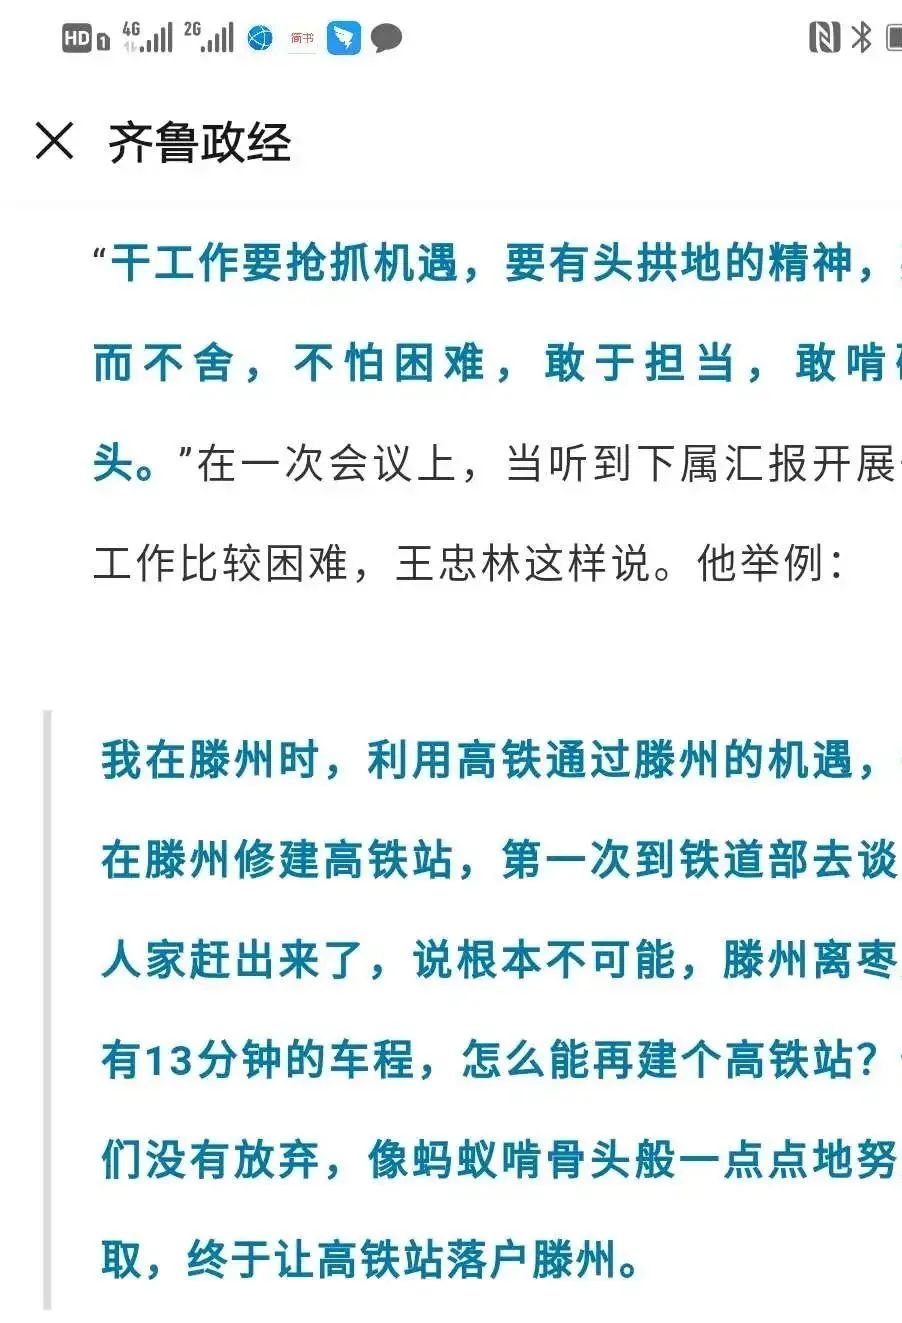 HD 1 4G 2G 简书
齐鲁政经
“干工作要抢抓机遇，要有头拱地的精神，
而不舍，不怕困难，敢于担当，敢啃
头。”在一次会议上，当听到下属汇报开展
工作比较困难，王忠林这样说。他举例：
我在滕州时，利用高铁通过滕州的机遇，
在滕州修建高铁站，第一次到铁道部去谈
人家赶出来了，说根本不可能，滕州离枣
有13分钟的车程，怎么能再建个高铁站？
们没有放弃，像蚂蚁啃骨头般一点点地努
取，终于让高铁站落户滕州。